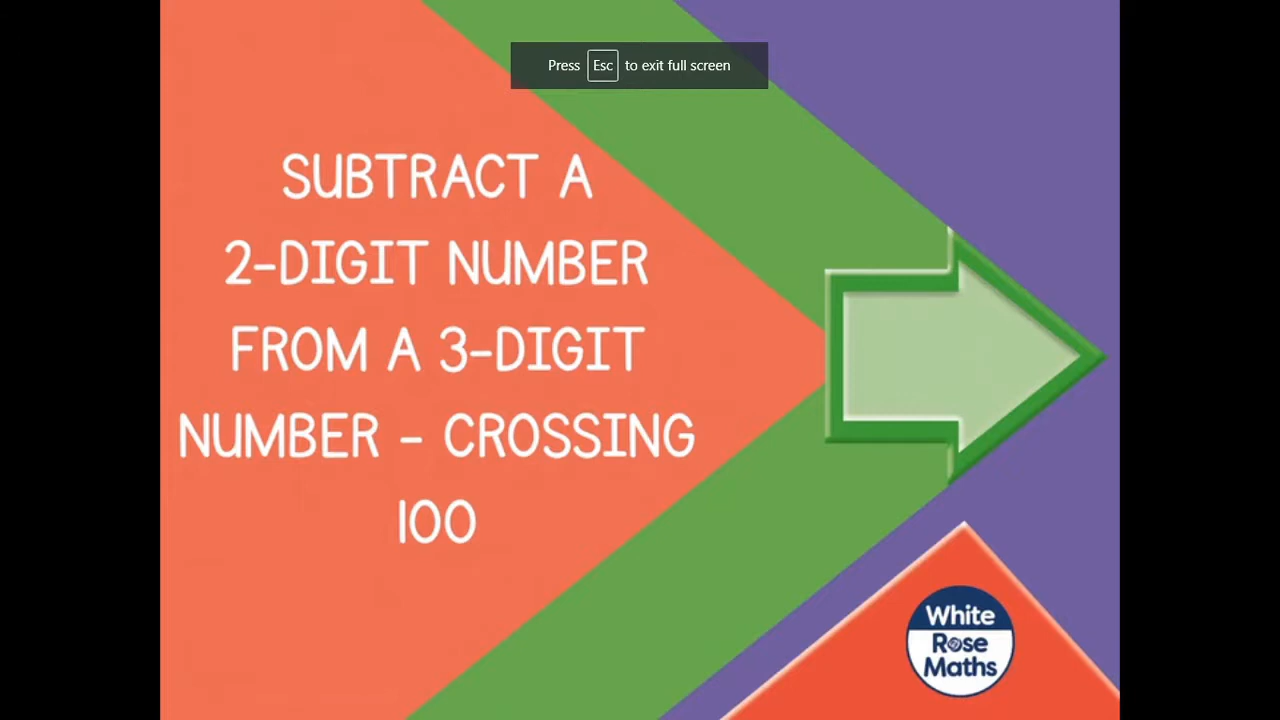 Press Esc to exit full screen
SUBTRACT A
2-DIGIT NUMBER
FROM A 3-DIGIT
NUMBER - CROSSING
100
White
Rose
Maths